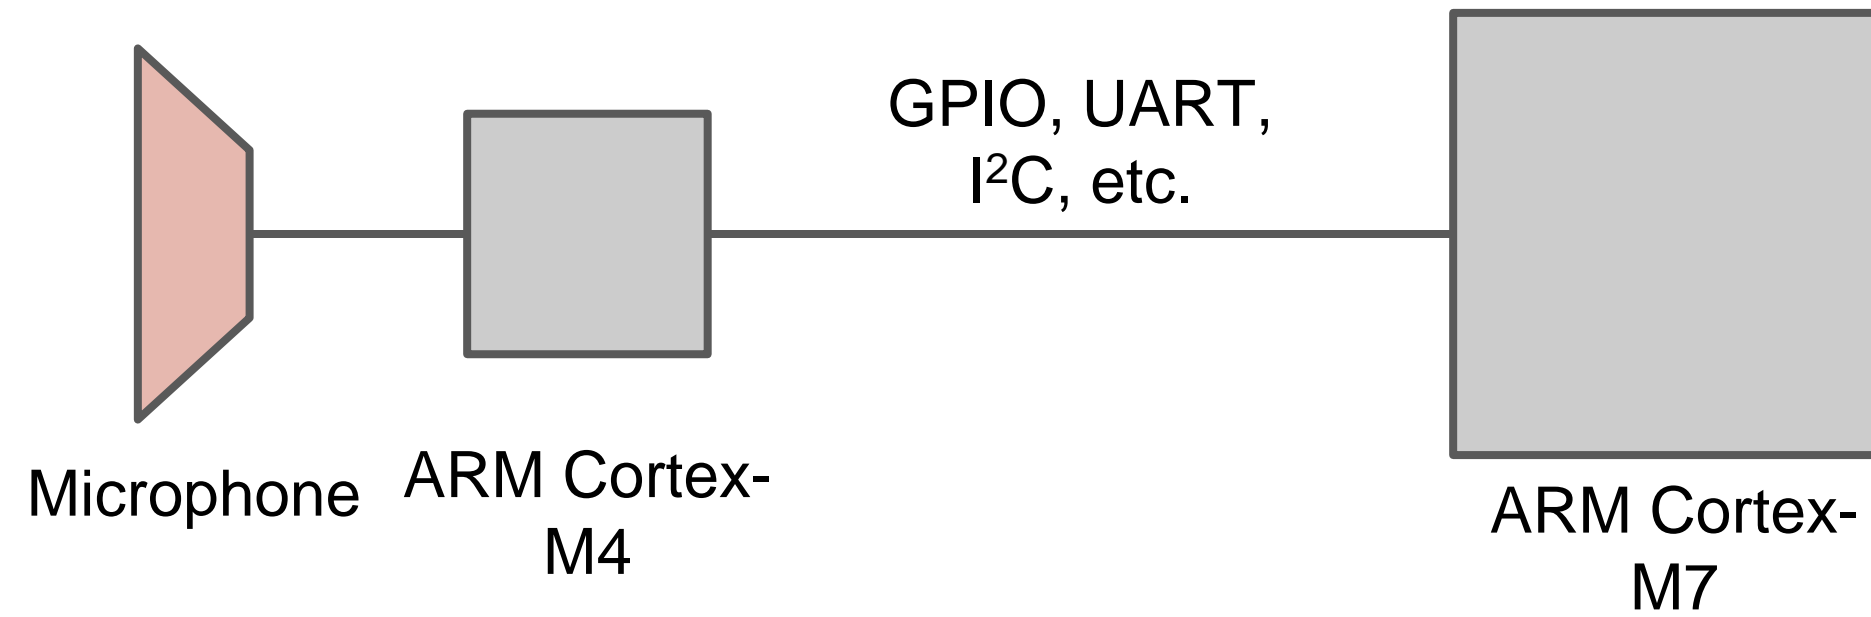 GPIO, UART,
I²C, etc.
Microphone
ARM Cortex-
M4
ARM Cortex-
M7